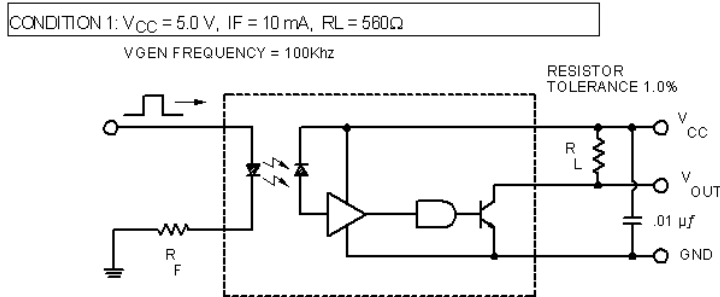 CONDITION 1: VCC = 5.0 V, IF = 10 mA, RL = 560Ω
VGEN FREQUENCY = 100Khz
RESISTOR
TOLERANCE 1.0%
VCC
RL
VOUT
.01 µƒ
RF
GND